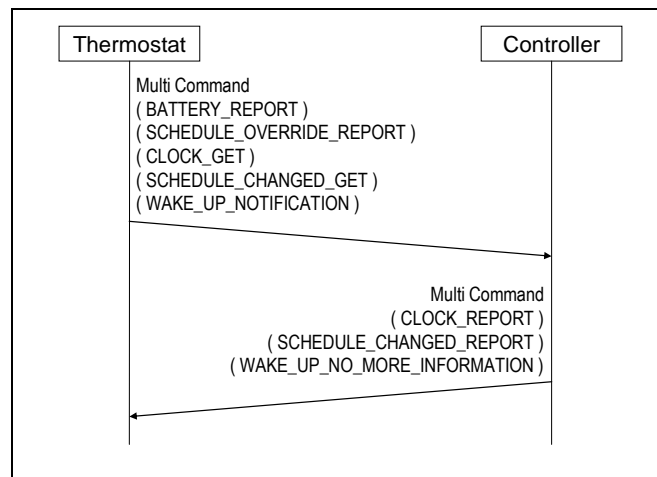 Thermostat
Controller
Multi Command
( BATTERY_REPORT )
( SCHEDULE_OVERRIDE_REPORT )
( CLOCK_GET )
( SCHEDULE_CHANGED_GET )
( WAKE_UP_NOTIFICATION )
Multi Command
( CLOCK_REPORT )
( SCHEDULE_CHANGED_REPORT )
( WAKE_UP_NO_MORE_INFORMATION )